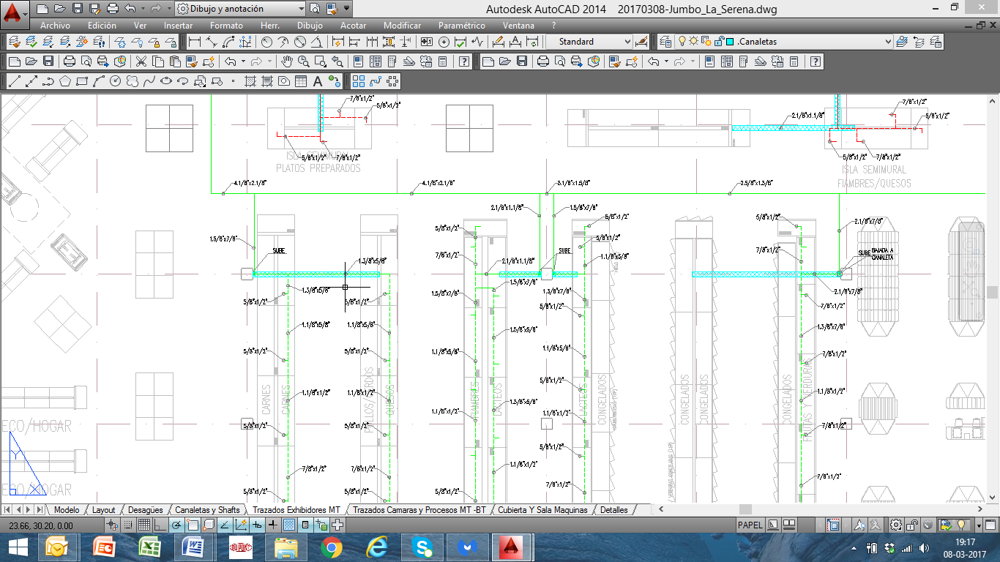 Dibujo y anotación
Autodesk AutoCAD 2014 20170308-Jumbo_La_Serena.dwg
Archivo Edición Ver Insertar Formato Herr. Dibujo Acotar Modificar Paramétrico Ventana ?
Standard .Canaletas
7/8"x1/2"
5/8"x1/2"
7/8"x1/2"
2.1/8"x1.1/8"
5/8"x1/2"
5/8"x1/2" 7/8"x1/2"
5/8"x1/2" 7/8"x1/2"
ISLA SEMIMURAL
PLATOS PREPARADOS
ISLA SEMIMURAL
FIAMBRES/QUESOS
4.1/8"x2.1/8" 4.1/8"x2.1/8" 3.1/8"x1.5/8" 2.5/8"x1.3/8"
2.1/8"x1.1/8" 1.5/8"x7/8"
5/8"x1/2" 5/8"x1/2" 2.1/8"x7/8"
5/8"x1/2"
1.5/8"x7/8" 5/8"x1/2"
SUBE SUBE 7/8"x1/2" SUBE BAJADA A
CANALETA
7/8"x1/2" 1.1/8"x5/8"
1.3/8"x5/8" 2.1/8"x1.1/8"
1.5/8"x7/8"
1.3/8"x5/8" 1.5/8"x7/8" 1.3/8"x7/8" 2.1/8"x7/8"
5/8"x1/2" 5/8"x1/2" 5/8"x1/2" 7/8"x1/2"
1.1/8"x5/8" 1.1/8"x5/8" 1.5/8"x5/8" 1.3/8"x7/8"
5/8"x1/2" 5/8"x1/2" 1.1/8"x5/8" 1.1/8"x5/8" 7/8"x1/2"
5/8"x1/2"
1.1/8"x1/2" 1.1/8"x1/2" 1.3/8"x5/8" 1.1/8"x1/2"
1.1/8"x1/2" 1.1/8"x1/2"
5/8"x1/2" 5/8"x1/2" 7/8"x1/2"
5/8"x1/2"
7/8"x1/2" 7/8"x1/2" 1.1/8"x1/2" 7/8"x1/2"
7/8"x1/2"
5/8"x1/2" 5/8"x1/2" 5/8"x1/2"
CARNES
CARNES
QUESOS
FIAMBRES
LACTEOS
LACTEOS
CONGELADOS
CONGELADOS
CONGELADOS
CONGELADOS
FRUTAS Y VERDURAS
HIELO
ECO/HOGAR
ECO/HOGAR
Y
X
Modelo Layout Desagües Canaletas y Shafts Trazados Exhibidores MT Trazados Camaras y Procesos MT -BT Cubierta Y Sala Maquinas Detalles
23.66, 30.20, 0.00 PAPEL
19:17
08-03-2017